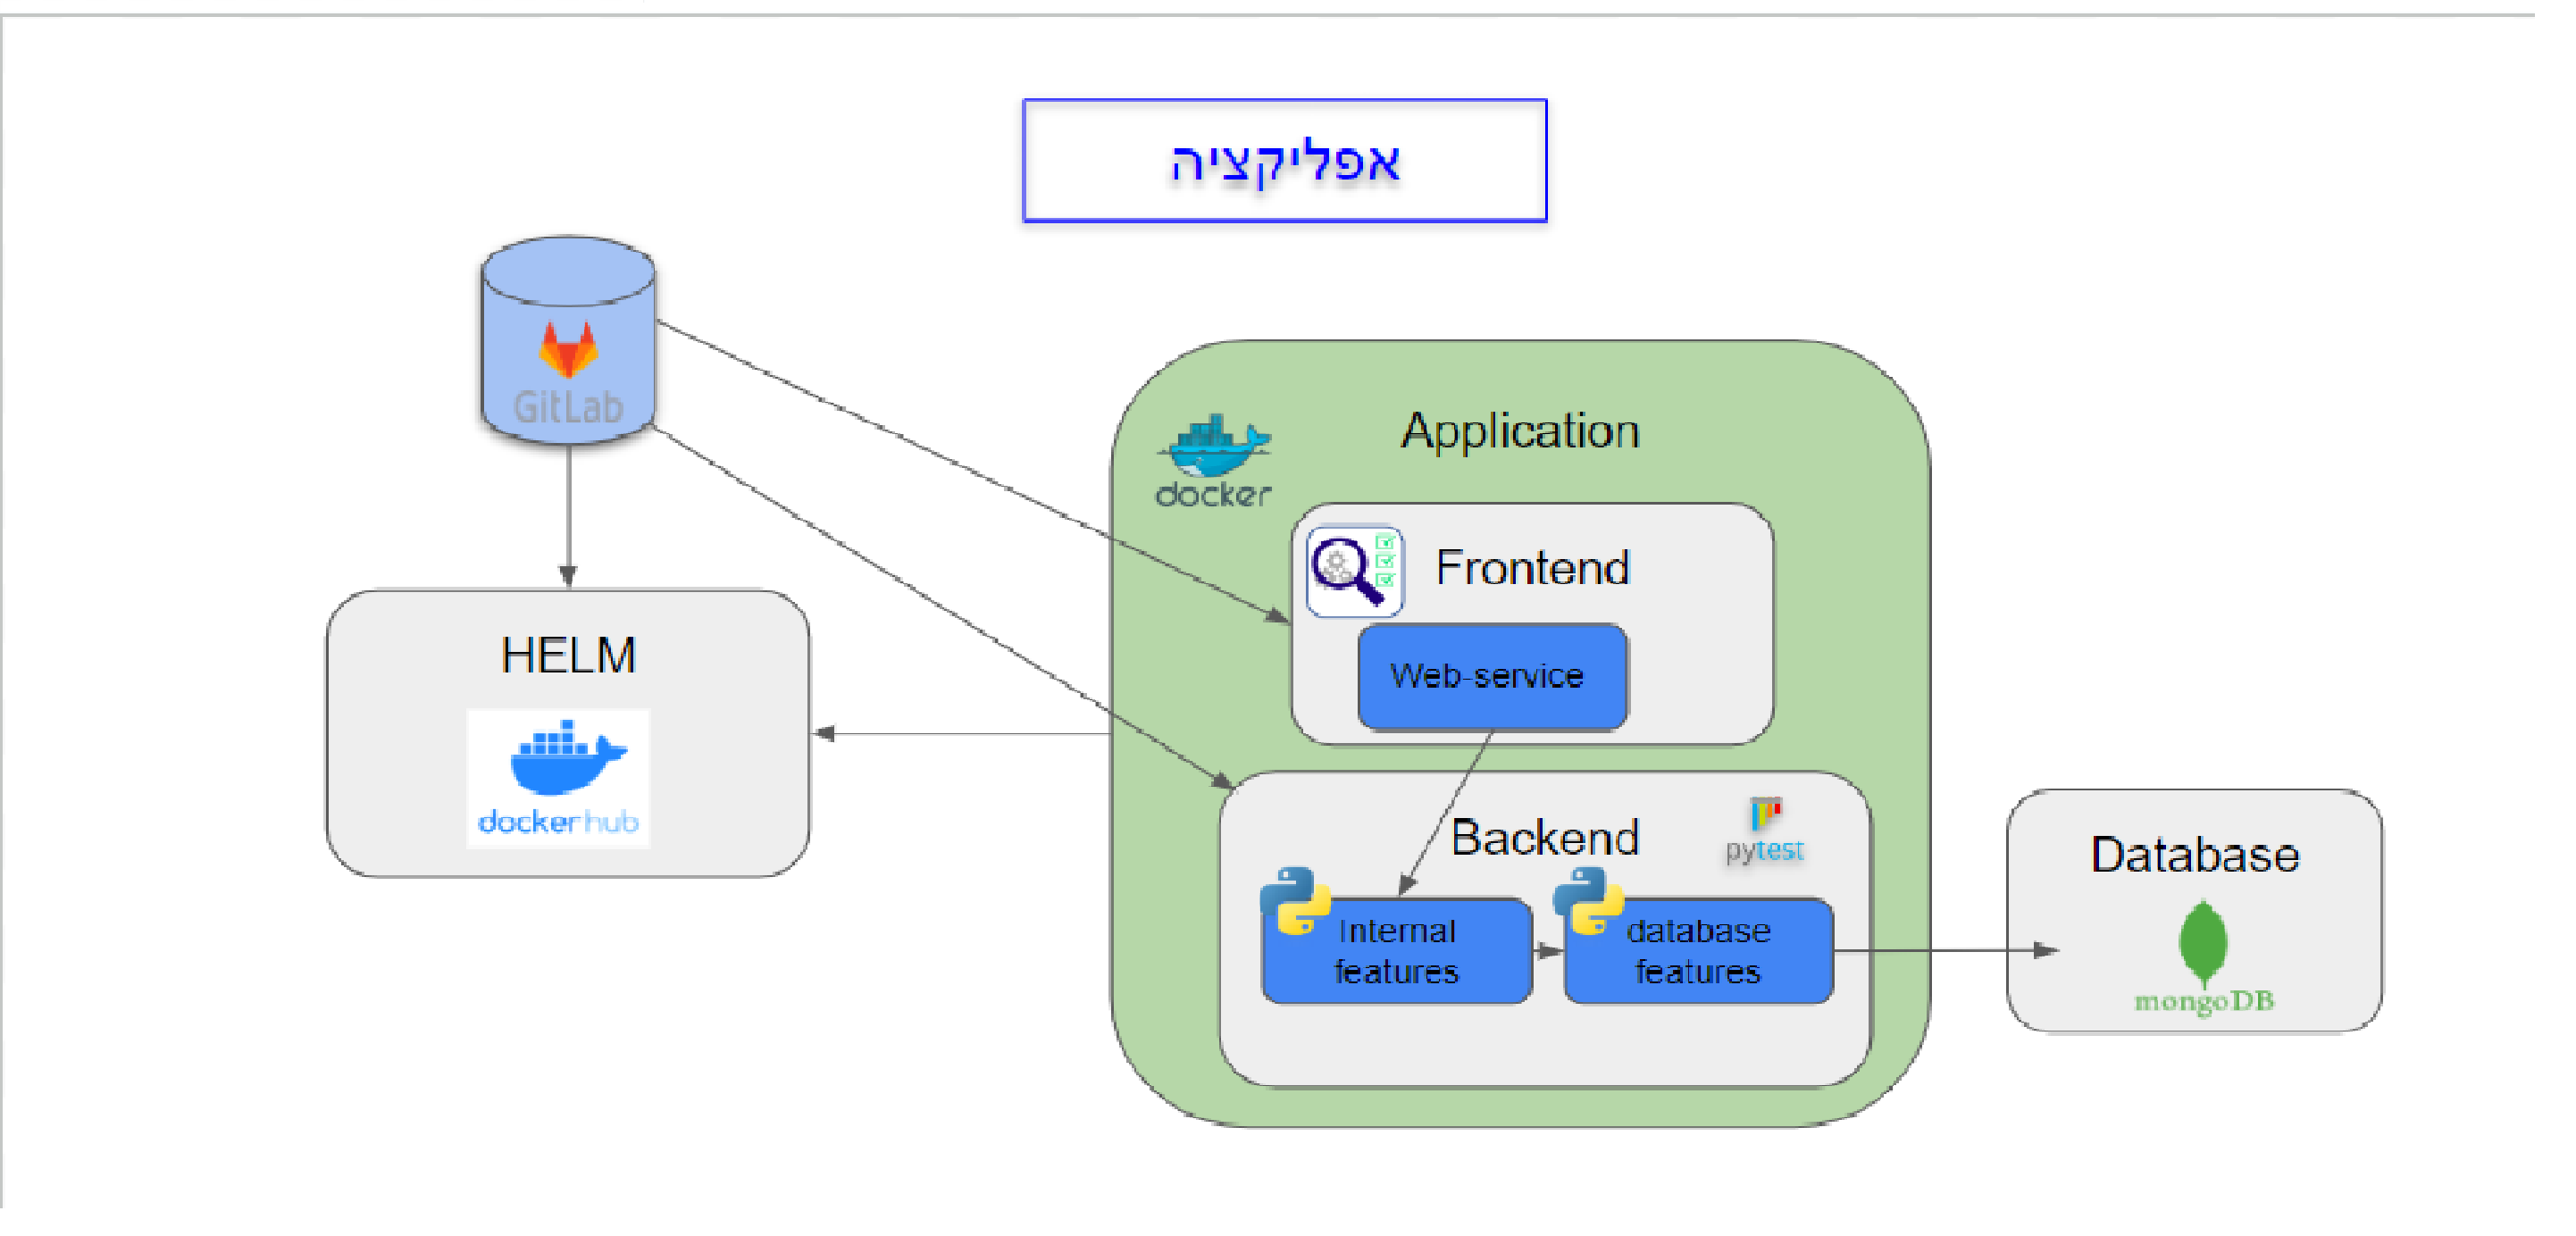 אפליקציה
GitLab
Application
docker
Frontend
Web-service
HELM
dockerhub
Backend
pytest
Internal
features
database
features
Database
mongoDB